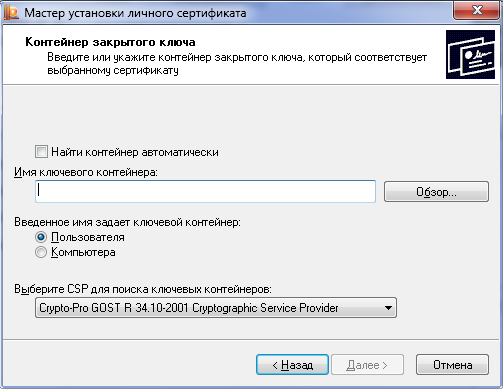 Мастер установки личного сертификата
Контейнер закрытого ключа
Введите или укажите контейнер закрытого ключа, который соответствует
выбранному сертификату
Найти контейнер автоматически
Имя ключевого контейнера:
Обзор...
Введенное имя задает ключевой контейнер:
Пользователя
Компьютера
Выберите CSP для поиска ключевых контейнеров:
Crypto-Pro GOST R 34.10-2001 Cryptographic Service Provider
< Назад
Далее >
Отмена